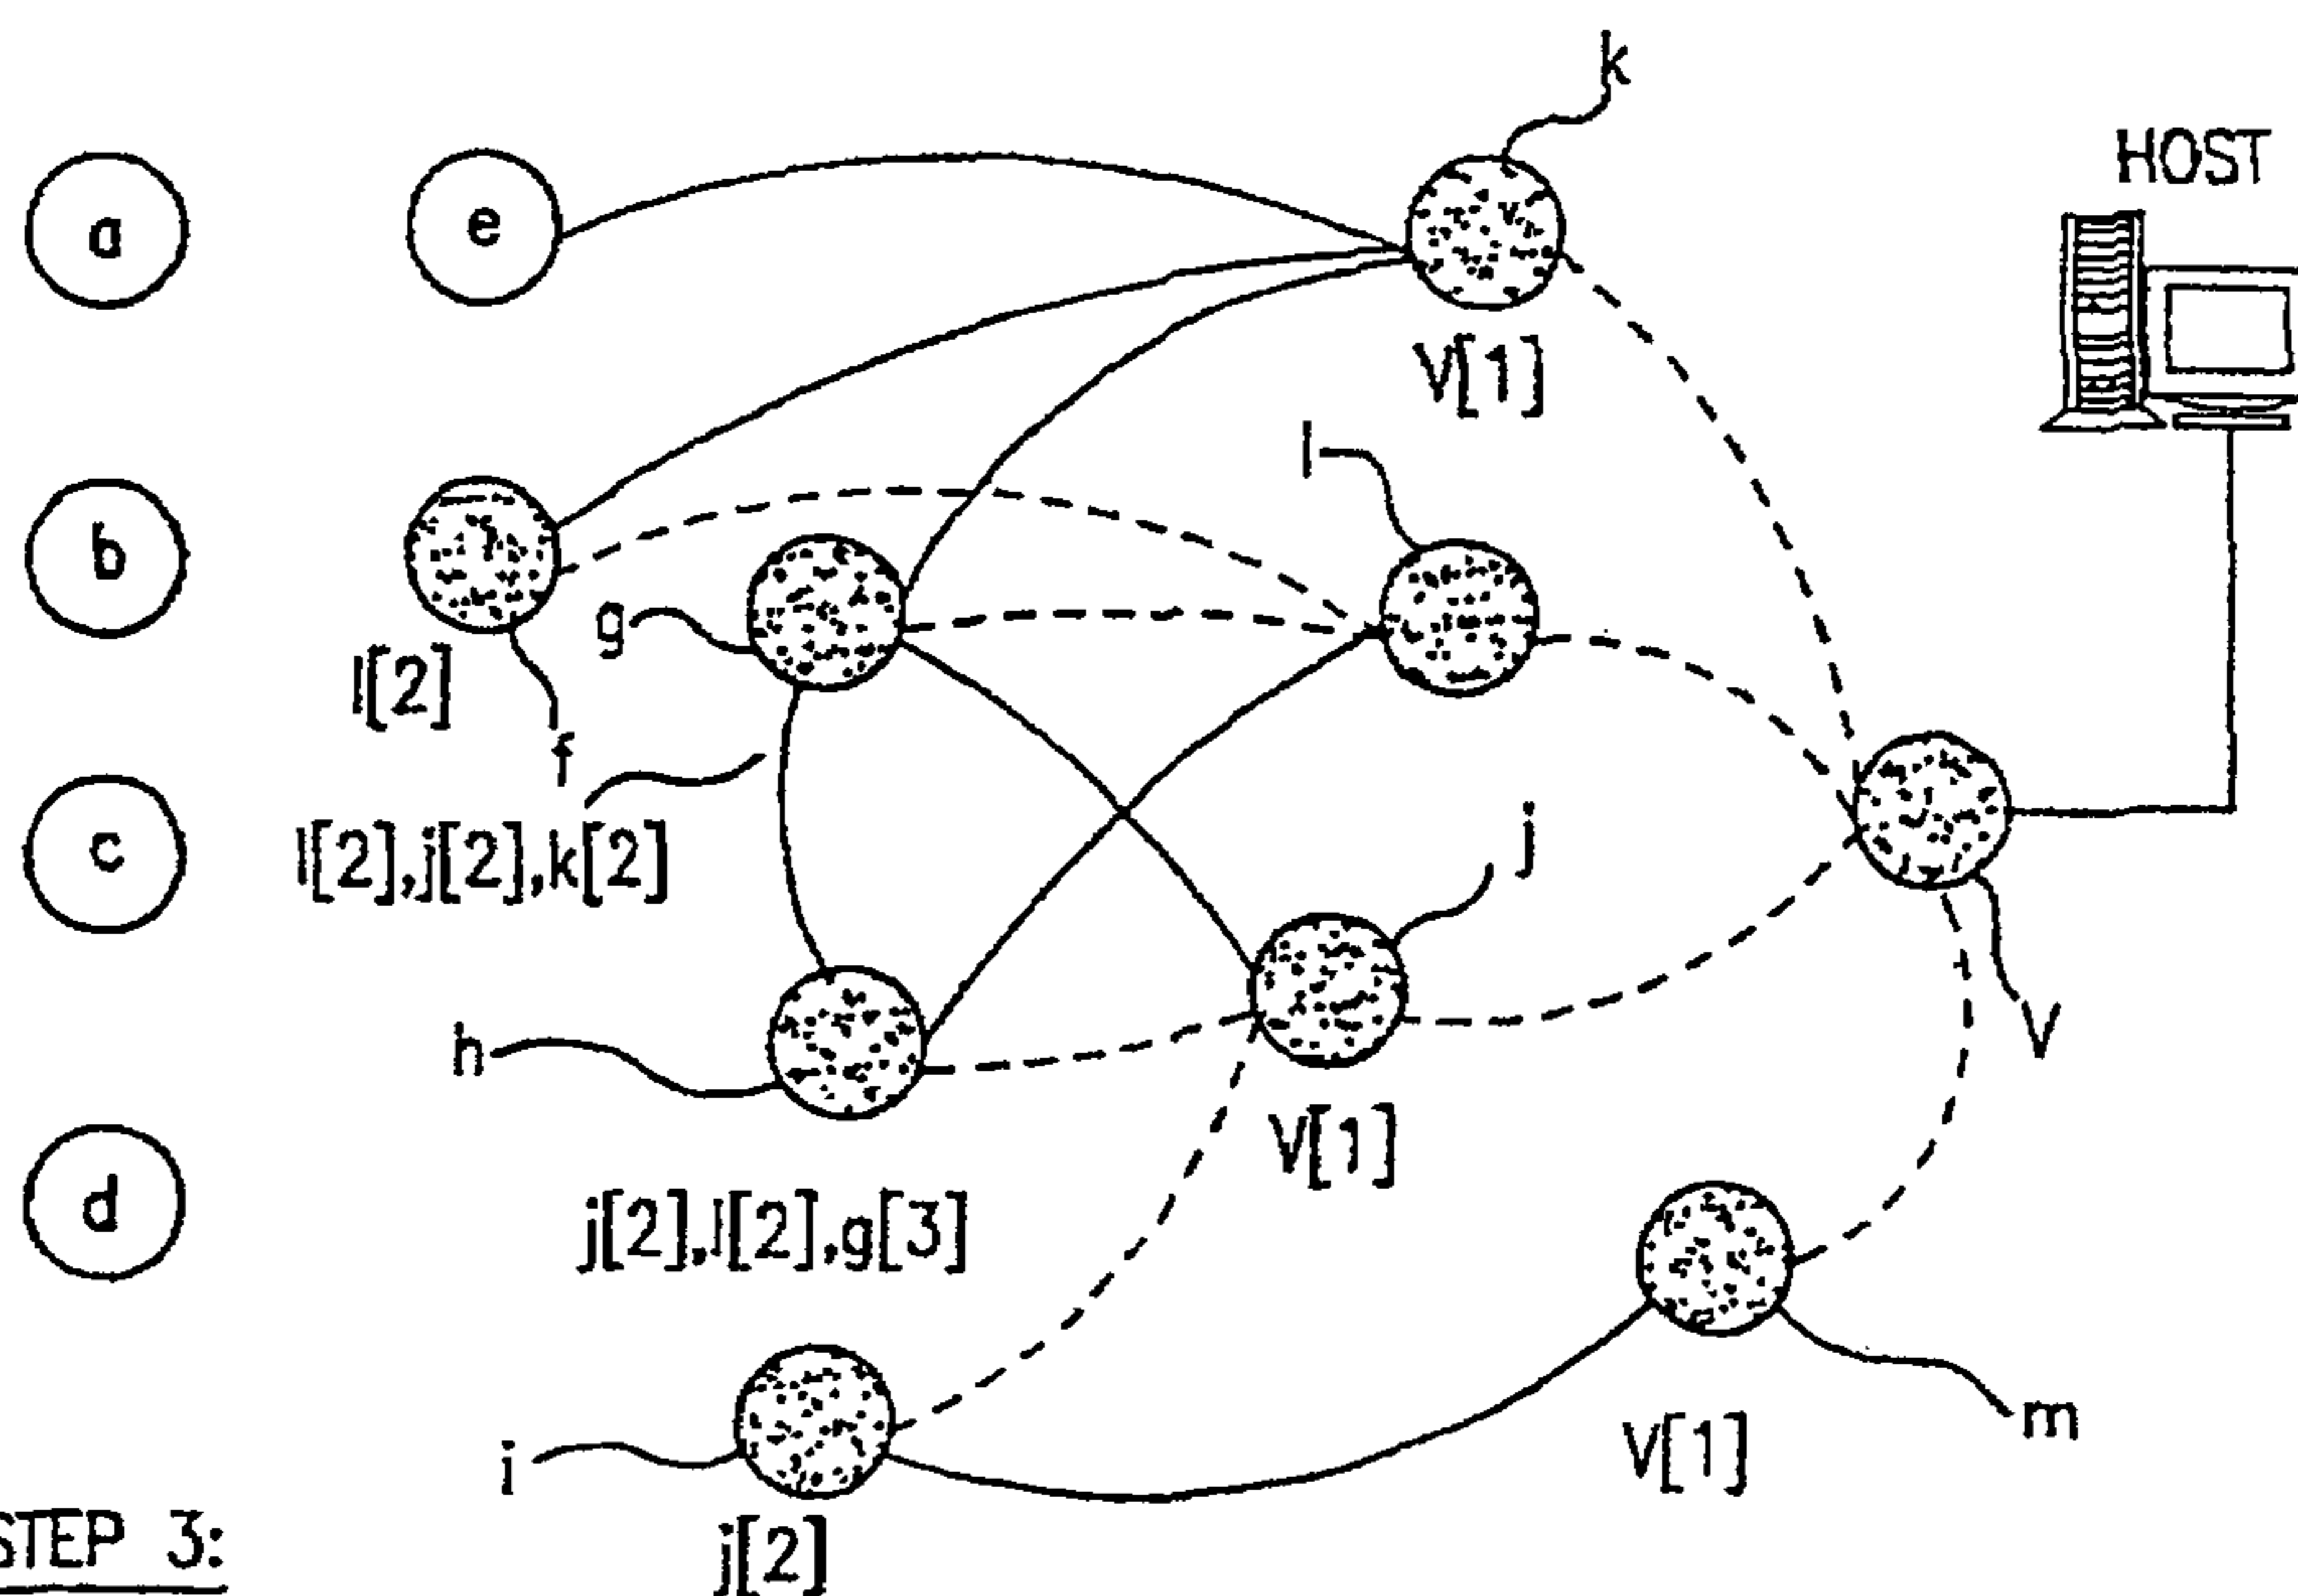 k
HOST
a
e
V[1]
l
b
g
l[2]
f
c
l[2],j[2],k[2]
j
h
V
V[1]
d
j[2],l[2],g[3]
m
V[1]
i
STEP 3:
j[2]